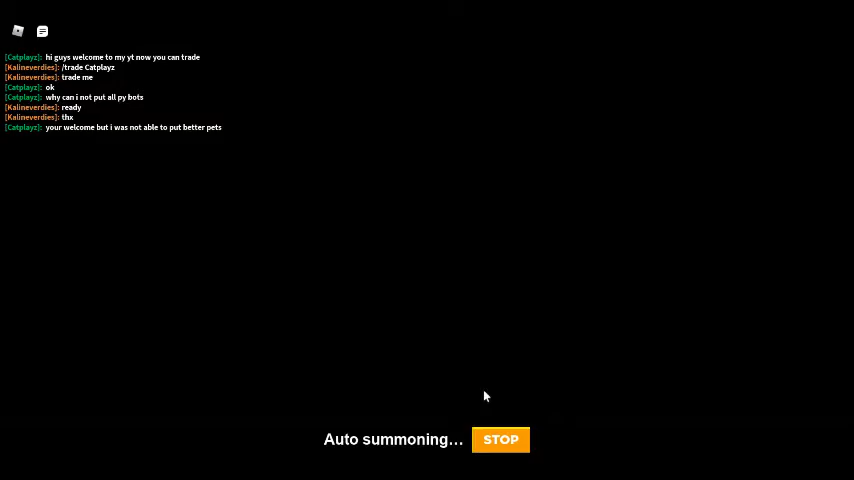 [Catplayz]: hi guys welcome to my yt now you can trade
[Kalineverdies]: /trade Catplayz
[Kalineverdies]: trade me
[Catplayz]: ok
[Catplayz]: why can i not put all py bots
[Kalineverdies]: ready
[Kalineverdies]: thx
[Catplayz]: your welcome but i was not able to put better pets
Auto summoning... STOP